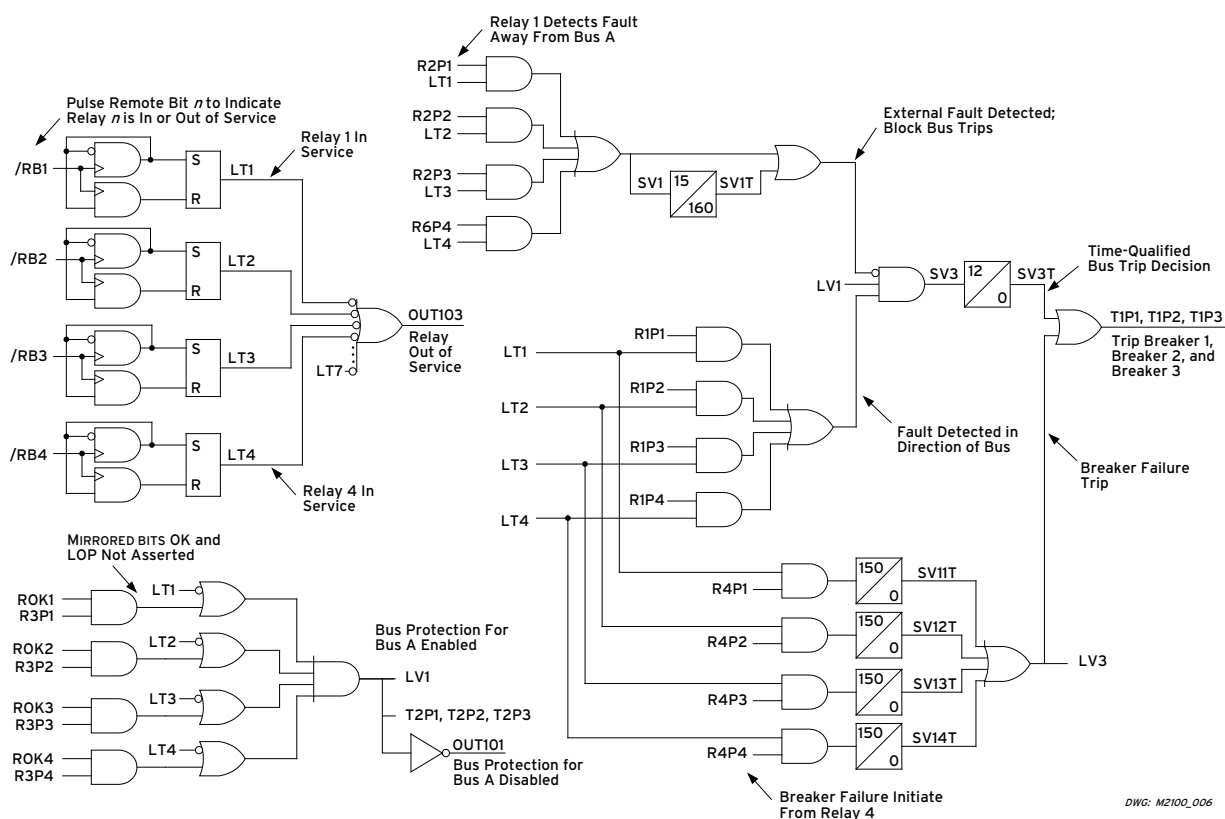 Relay 1 Detects Fault
Away From Bus A
R2P1
LT1
R2P2
LT2
R2P3
LT3
R6P4
LT4
SV1
15
160
SV1T
External Fault Detected;
Block Bus Trips
Pulse Remote Bit n to Indicate
Relay n is In or Out of Service
/RB1
S
R
LT1
Relay 1 In
Service
/RB2
S
R
LT2
/RB3
S
R
LT3
/RB4
S
R
LT4
Relay 4 In
Service
LT7
OUT103
Relay
Out of
Service
LV1
SV3
12
0
SV3T
Time-Qualified
Bus Trip Decision
T1P1, T1P2, T1P3
Trip Breaker 1,
Breaker 2, and
Breaker 3
LT1
R1P1
LT2
R1P2
LT3
R1P3
LT4
R1P4
Fault Detected in
Direction of Bus
Breaker Failure
Trip
MIRRORED BITS OK and
LOP Not Asserted
ROK1
R3P1
LT1
ROK2
R3P2
LT2
ROK3
R3P3
LT3
ROK4
R3P4
LT4
Bus Protection For
Bus A Enabled
LV1
T2P1, T2P2, T2P3
OUT101
Bus Protection for
Bus A Disabled
R4P1
150
0
SV11T
R4P2
150
0
SV12T
R4P3
150
0
SV13T
R4P4
150
0
SV14T
LV3
Breaker Failure Initiate
From Relay 4
DWG: M2100_006